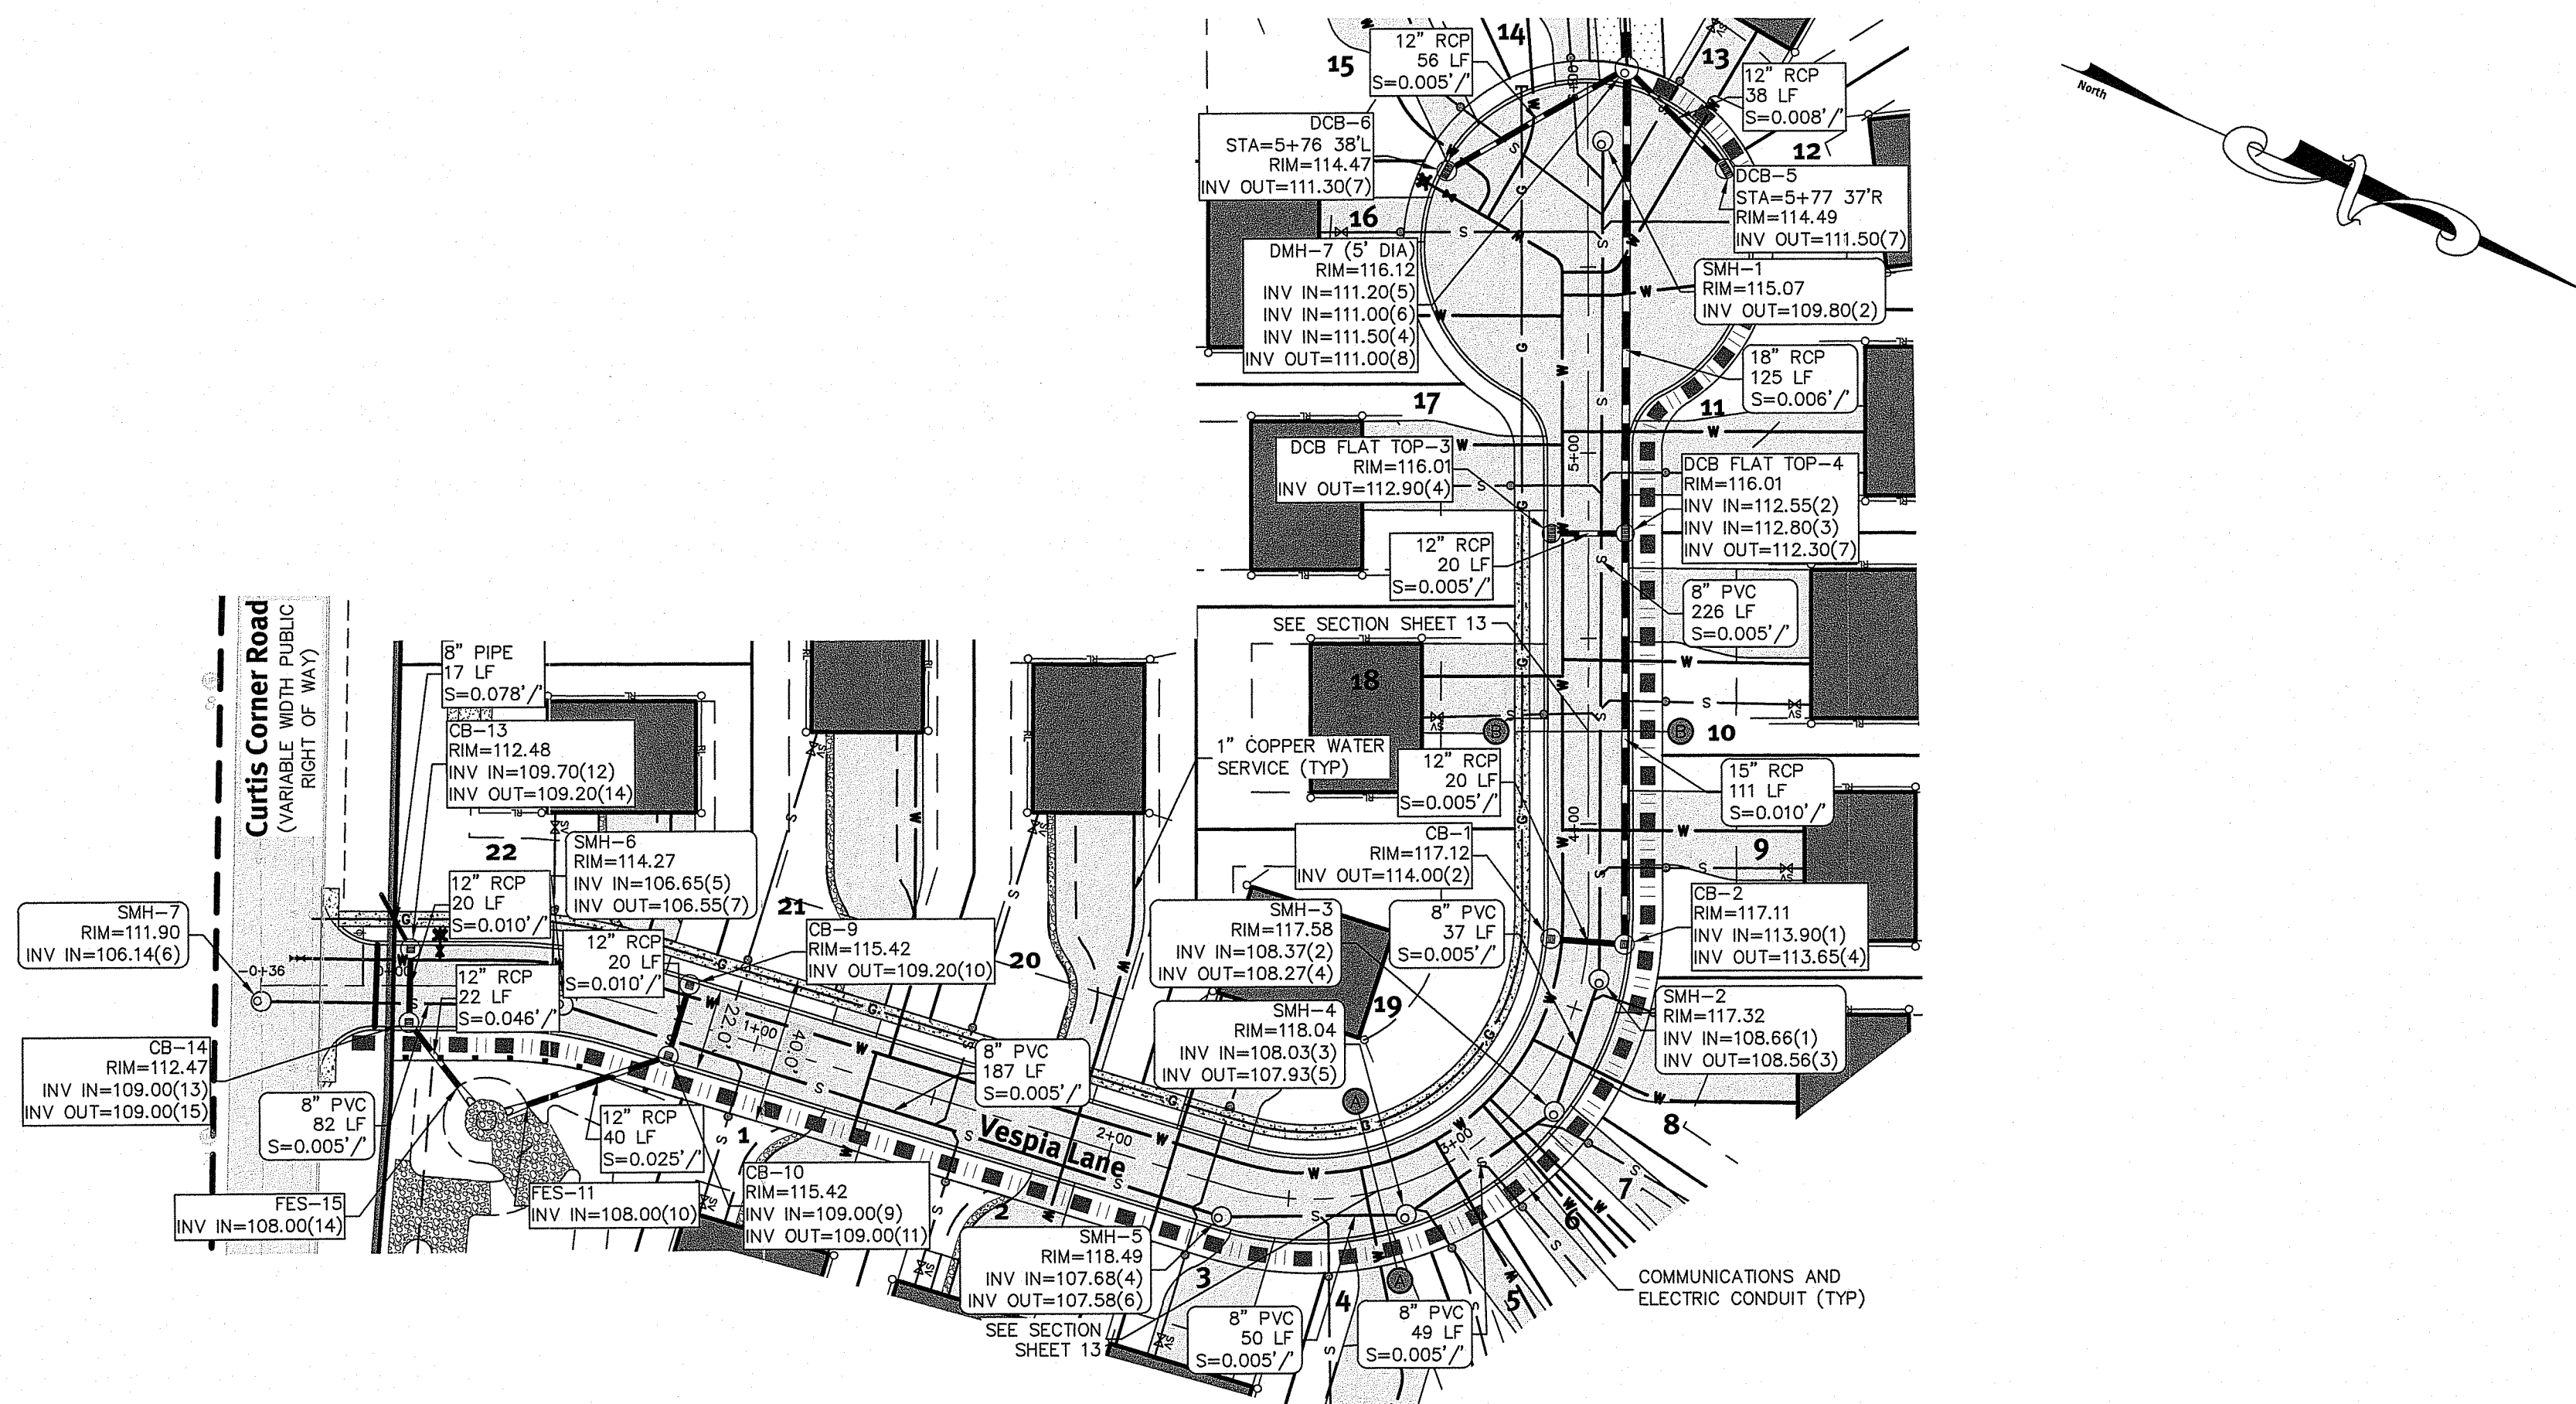 North
14
15
13
12" RCP
56 LF
S=0.005'/'
12" RCP
38 LF
S=0.008'/'
12
DCB-6
STA=5+76 38'L
RIM=114.47
INV OUT=111.30(7)
DCB-5
STA=5+77 37'R
RIM=114.49
INV OUT=111.50(7)
16
DMH-7 (5' DIA)
RIM=116.12
INV IN=111.20(5)
INV IN=111.00(6)
INV IN=111.50(4)
INV OUT=111.00(8)
SMH-1
RIM=115.07
INV OUT=109.80(2)
18" RCP
125 LF
S=0.006'/'
17
11
DCB FLAT TOP-3
RIM=116.01
INV OUT=112.90(4)
5+00
DCB FLAT TOP-4
RIM=116.01
INV IN=112.55(2)
INV IN=112.80(3)
INV OUT=112.30(7)
12" RCP
20 LF
S=0.005'/'
8" PVC
226 LF
S=0.005'/'
SEE SECTION SHEET 13
18
B
B
10
1" COPPER WATER
SERVICE (TYP)
12" RCP
20 LF
S=0.005'/'
15" RCP
111 LF
S=0.010'/'
4+00
9
CB-1
RIM=117.12
INV OUT=114.00(2)
CB-2
RIM=117.11
INV IN=113.90(1)
INV OUT=113.65(4)
8" PVC
37 LF
S=0.005'/'
SMH-3
RIM=117.58
INV IN=108.37(2)
INV OUT=108.27(4)
19
SMH-2
RIM=117.32
INV IN=108.66(1)
INV OUT=108.56(3)
SMH-4
RIM=118.04
INV IN=108.03(3)
INV OUT=107.93(5)
A
8
7
6
5
4
3
A
3+00
COMMUNICATIONS AND
ELECTRIC CONDUIT (TYP)
8" PVC
49 LF
S=0.005'/'
8" PVC
50 LF
S=0.005'/'
SMH-5
RIM=118.49
INV IN=107.68(4)
INV OUT=107.58(6)
SEE SECTION
SHEET 13
Curtis Corner Road
(VARIABLE WIDTH PUBLIC
RIGHT OF WAY)
8" PIPE
17 LF
S=0.078'/'
CB-13
RIM=112.48
INV IN=109.70(12)
INV OUT=109.20(14)
22
SMH-6
RIM=114.27
INV IN=106.65(5)
INV OUT=106.55(7)
12" RCP
20 LF
S=0.010'/'
21
SMH-7
RIM=111.90
INV IN=106.14(6)
12" RCP
20 LF
S=0.010'/'
CB-9
RIM=115.42
INV OUT=109.20(10)
20
-0+36
0+00
12" RCP
22 LF
S=0.046'/'
22.0'
1+00
40.0'
8" PVC
187 LF
S=0.005'/'
CB-14
RIM=112.47
INV IN=109.00(13)
INV OUT=109.00(15)
8" PVC
82 LF
S=0.005'/'
12" RCP
40 LF
S=0.025'/'
1
2+00
Vespia Lane
CB-10
RIM=115.42
INV IN=109.00(9)
INV OUT=109.00(11)
2
FES-15
INV IN=108.00(14)
FES-11
INV IN=108.00(10)